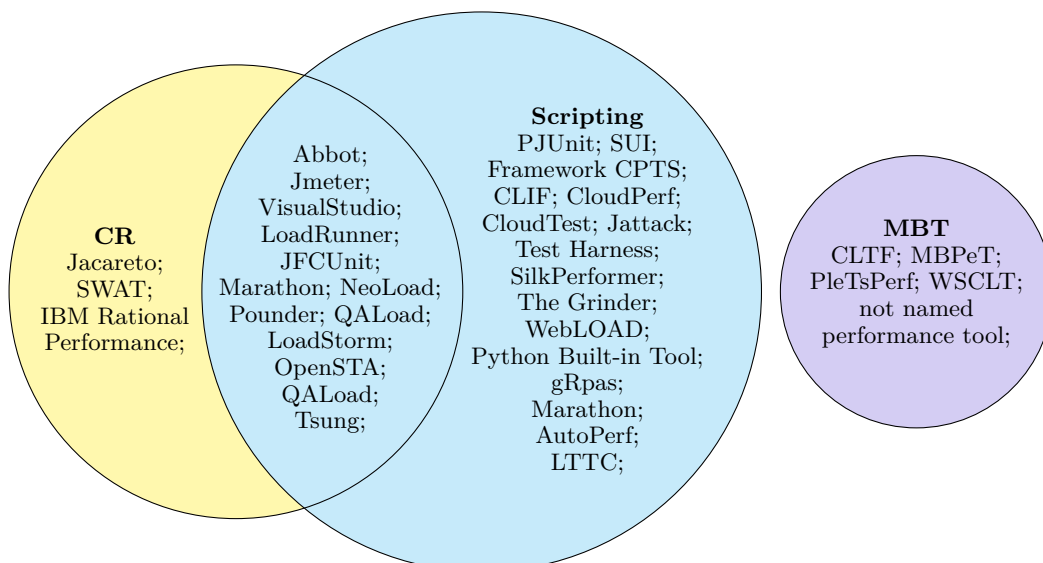 CR
Jacareto;
SWAT;
IBM Rational
Performance;
Abbot;
Jmeter;
VisualStudio;
LoadRunner;
JFCUnit;
Marathon; NeoLoad;
Pounder; QALoad;
LoadStorm;
OpenSTA;
QALoad;
Tsung;
Scripting
PJUnit; SUI;
Framework CPTS;
CLIF; CloudPerf;
CloudTest; Jattack;
Test Harness;
SilkPerformer;
The Grinder;
WebLOAD;
Python Built-in Tool;
gRpas;
Marathon;
AutoPerf;
LTTC;
MBT
CLTF; MBPeT;
PleTsPerf; WSCLT;
not named
performance tool;